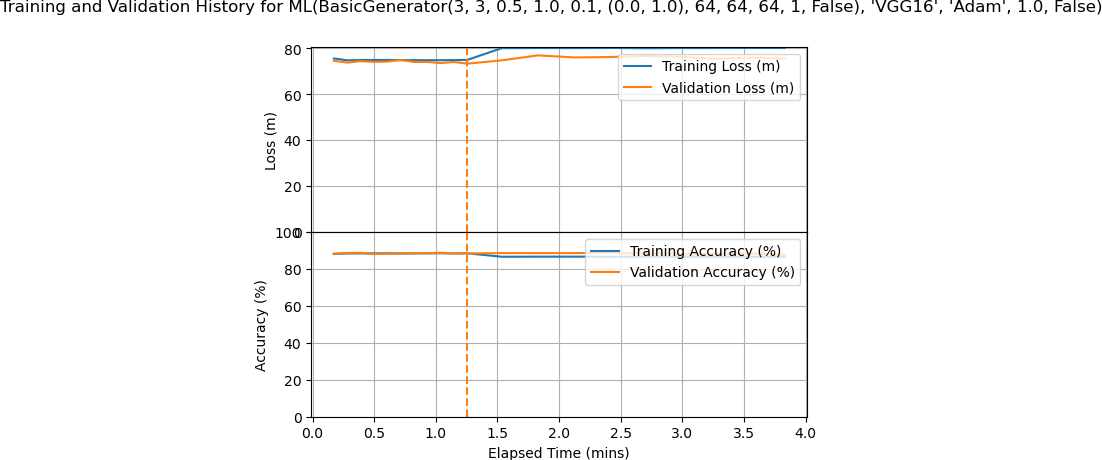 Training and Validation History for ML(BasicGenerator(3, 3, 0.5, 1.0, 0.1, (0.0, 1.0), 64, 64, 64, 1, False), 'VGG16', 'Adam', 1.0, False)
80
60
40
20
0
Loss (m)
Training Loss (m)
Validation Loss (m)
100
80
60
40
20
0
Accuracy (%)
Training Accuracy (%)
Validation Accuracy (%)
0.0 0.5 1.0 1.5 2.0 2.5 3.0 3.5 4.0
Elapsed Time (mins)